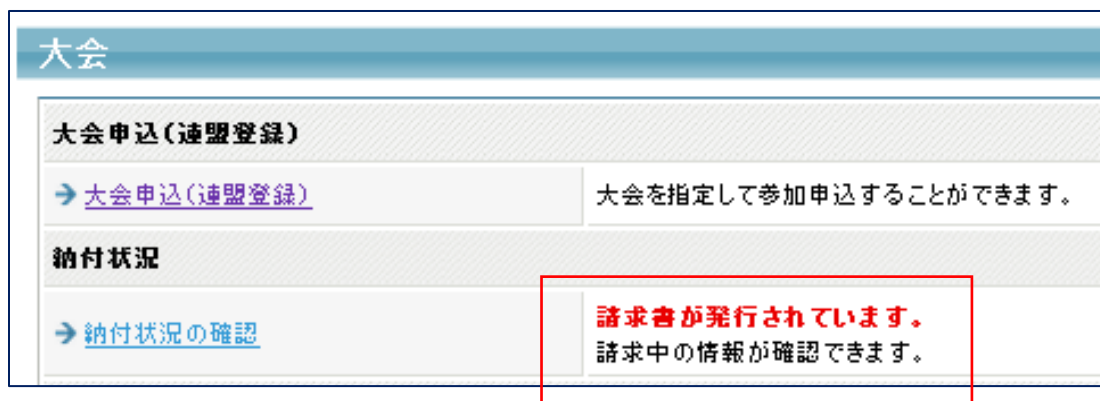 大会
大会申込(連盟登録)
大会申込(連盟登録)
大会を指定して参加申込することができます。
納付状況
納付状況の確認
請求書が発行されています。
請求中の情報が確認できます。